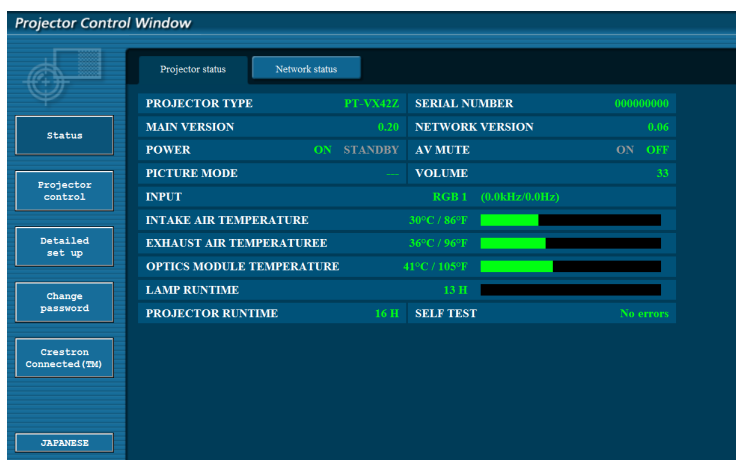 Projector Control Window
Projector status Network status
PROJECTOR TYPE PT-VX42Z SERIAL NUMBER 000000000
MAIN VERSION 0.20 NETWORK VERSION 0.06
POWER ON STANDBY AV MUTE ON OFF
PICTURE MODE --- VOLUME 33
INPUT RGB 1 (0.0kHz/0.0Hz)
INTAKE AIR TEMPERATURE 30°C / 86°F
EXHAUST AIR TEMPERATUREE 36°C / 96°F
OPTICS MODULE TEMPERATURE 41°C / 105°F
LAMP RUNTIME 13 H
PROJECTOR RUNTIME 16 H SELF TEST No errors
Status
Projector
control
Detailed
set up
Change
password
Crestron
Connected(TM)
JAPANESE